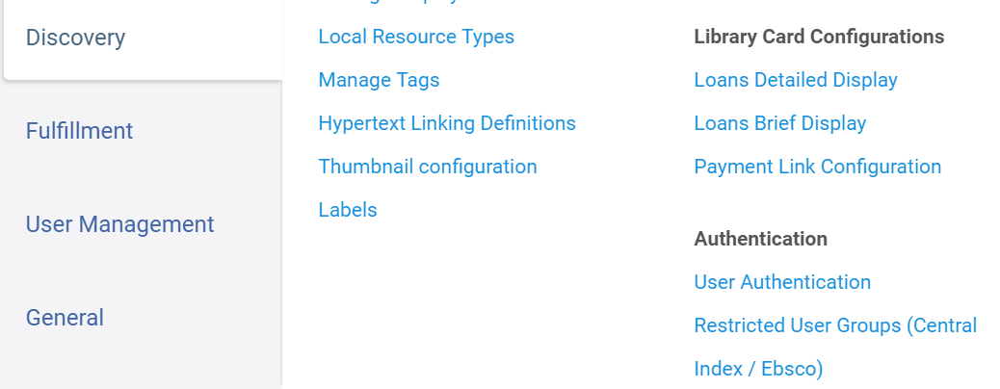 Discovery
Fulfillment
User Management
General
Local Resource Types
Manage Tags
Hypertext Linking Definitions
Thumbnail configuration
Labels
Library Card Configurations
Loans Detailed Display
Loans Brief Display
Payment Link Configuration
Authentication
User Authentication
Restricted User Groups (Central
Index / Ebsco)